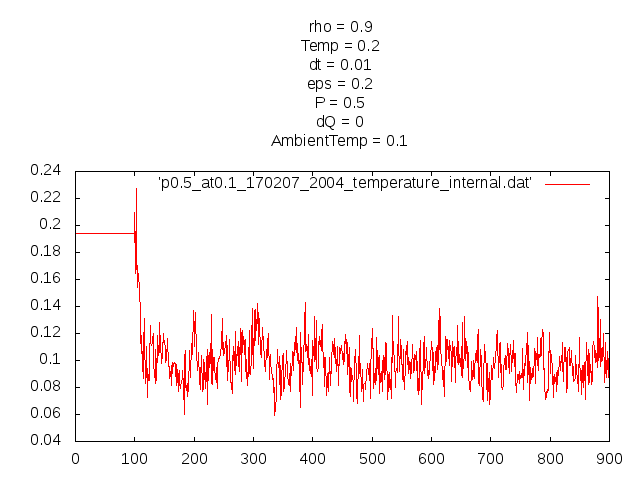 rho = 0.9
Temp = 0.2
dt = 0.01
eps = 0.2
P = 0.5
dQ = 0
AmbientTemp = 0.1
0.24
'p0.5_at0.1_170207_2004_temperature_internal.dat'
0.22
0.2
0.18
0.16
0.14
0.12
0.1
0.08
0.06
0.04
0 100 200 300 400 500 600 700 800 900